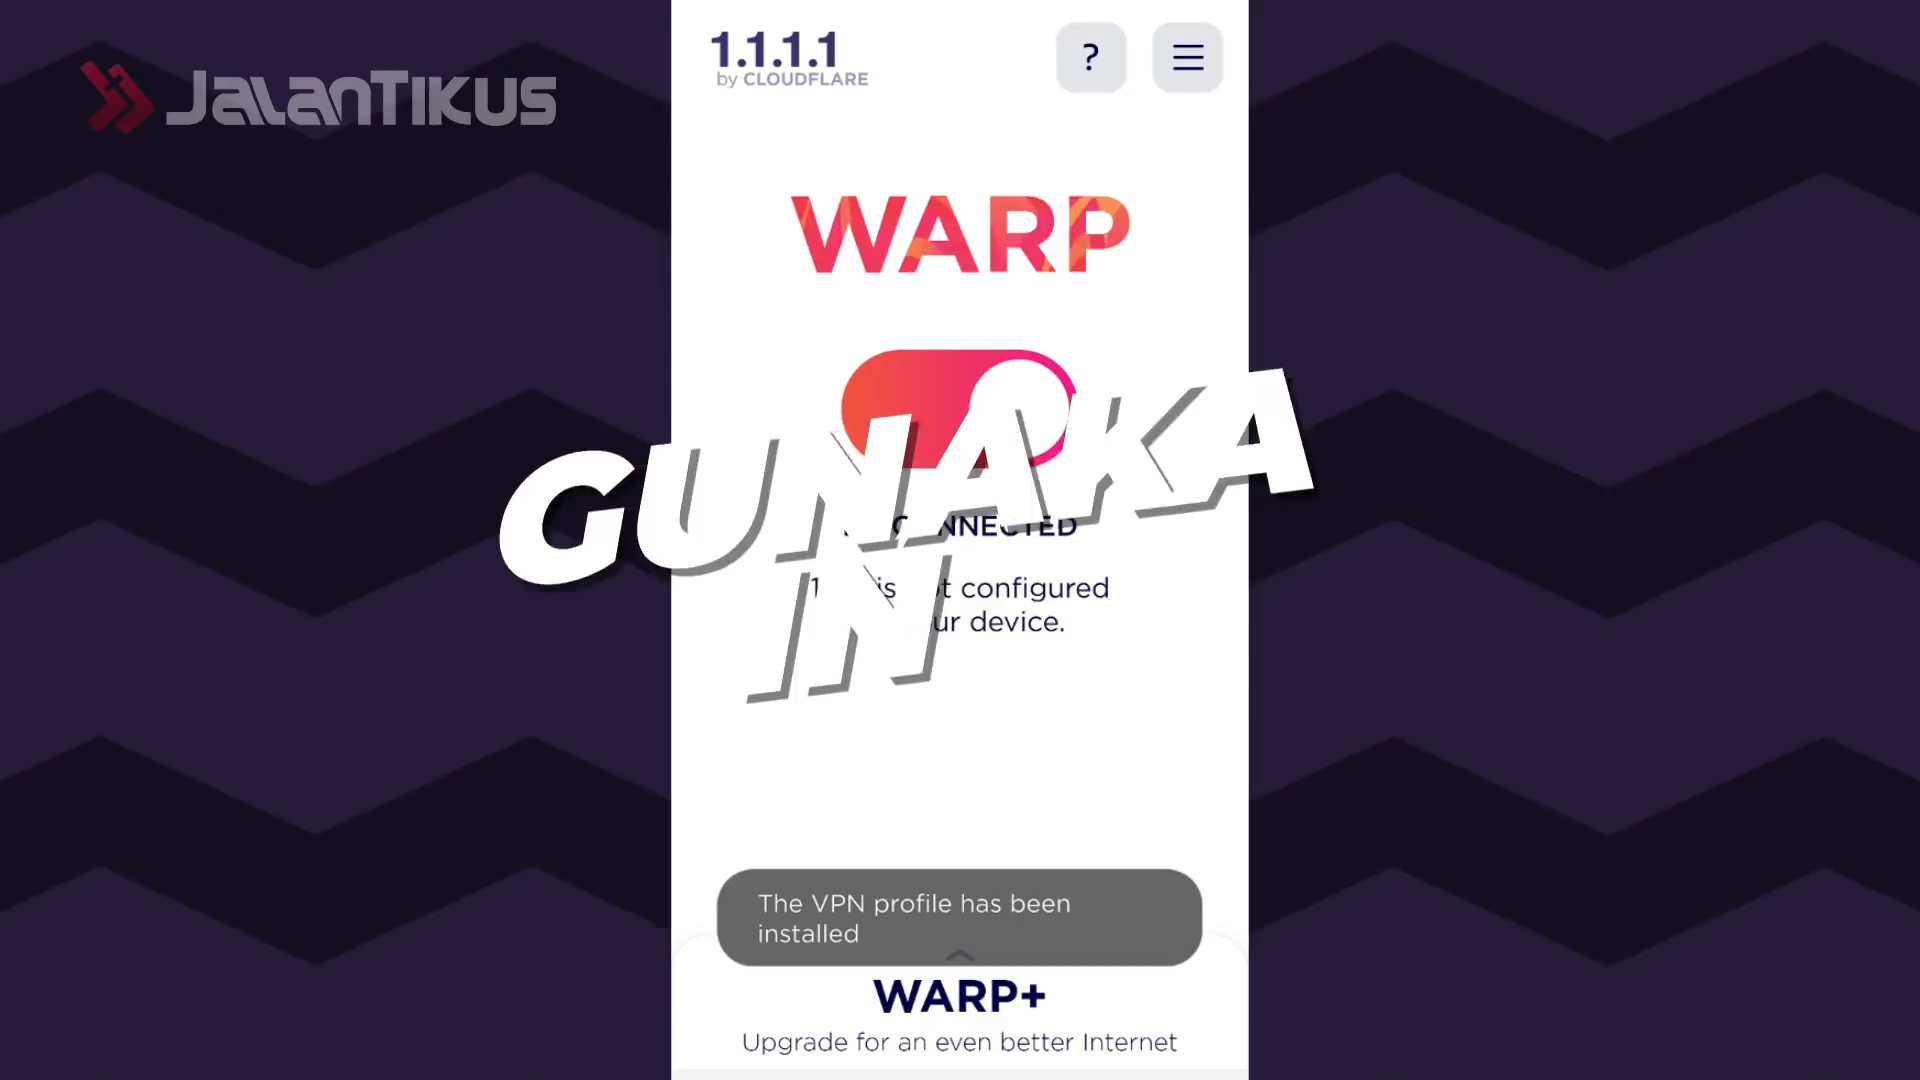 JALANTIKUS
1.1.1.1
by CLOUDFLARE
?
WARP
GUNAKA
IN
configured
device.
The VPN profile has been
installed
WARP+
Upgrade for an even better Internet